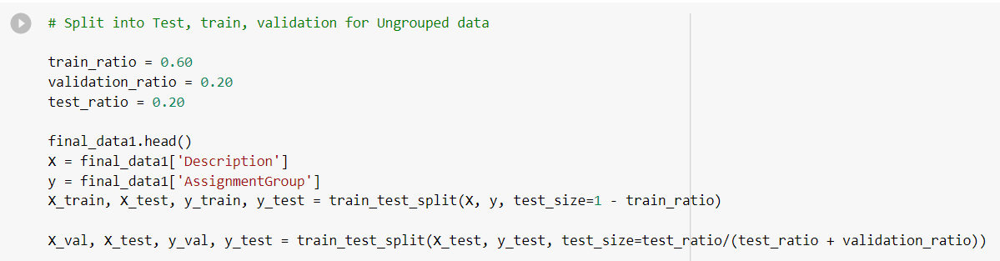 # Split into Test, train, validation for Ungrouped data
train_ratio = 0.60
validation_ratio = 0.20
test_ratio = 0.20
final_data1.head()
X = final_data1['Description']
y = final_data1['AssignmentGroup']
X_train, X_test, y_train, y_test = train_test_split(X, y, test_size=1 - train_ratio)
X_val, X_test, y_val, y_test = train_test_split(X_test, y_test, test_size=test_ratio/(test_ratio + validation_ratio))